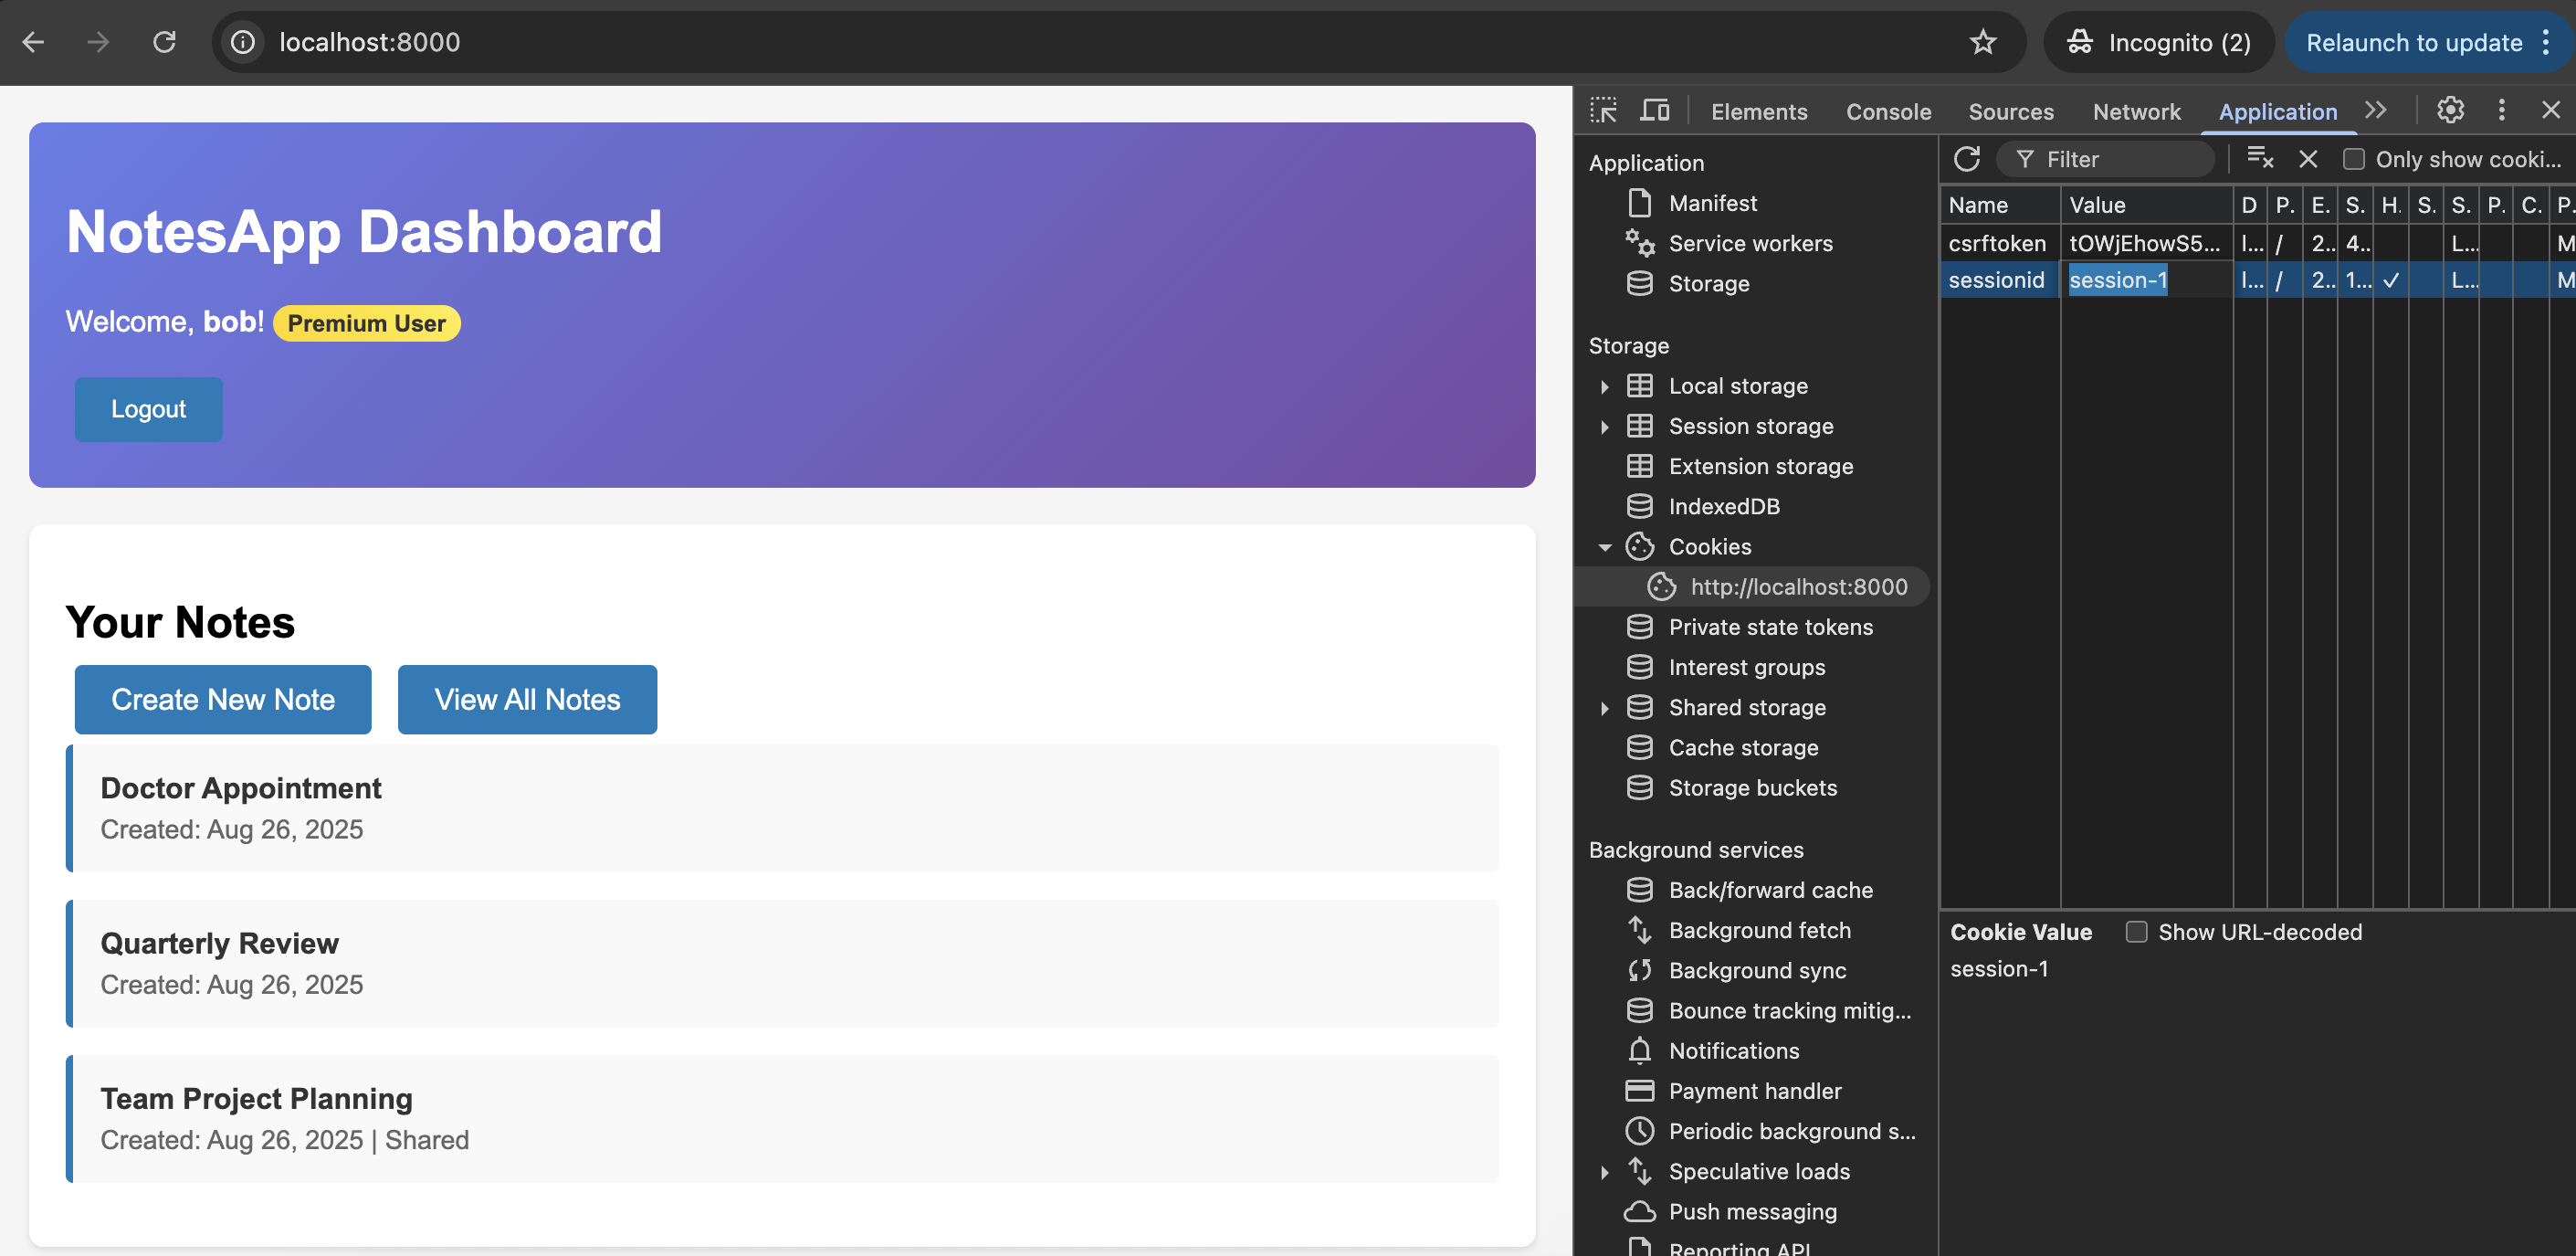 localhost:8000
Incognito (2)
Relaunch to update
NotesApp Dashboard
Welcome, bob! Premium User
Logout
Your Notes
Create New Note
View All Notes
Doctor Appointment
Created: Aug 26, 2025
Quarterly Review
Created: Aug 26, 2025
Team Project Planning
Created: Aug 26, 2025 | Shared
Elements Console Sources Network Application
Application
Manifest
Service workers
Storage
Storage
Local storage
Session storage
Extension storage
IndexedDB
Cookies
http://localhost:8000
Private state tokens
Interest groups
Shared storage
Cache storage
Storage buckets
Background services
Back/forward cache
Background fetch
Background sync
Bounce tracking mitig...
Notifications
Payment handler
Periodic background s...
Speculative loads
Push messaging
Reporting API
Filter
Only show cooki...
Name Value D P. E. S. H. S. S. P. C. P.
csrftoken tOWjEhowS5... l... / 2.. 4.. L... M
sessionid session-1 l... / 2.. 1... ✓ L... M
Cookie Value Show URL-decoded
session-1